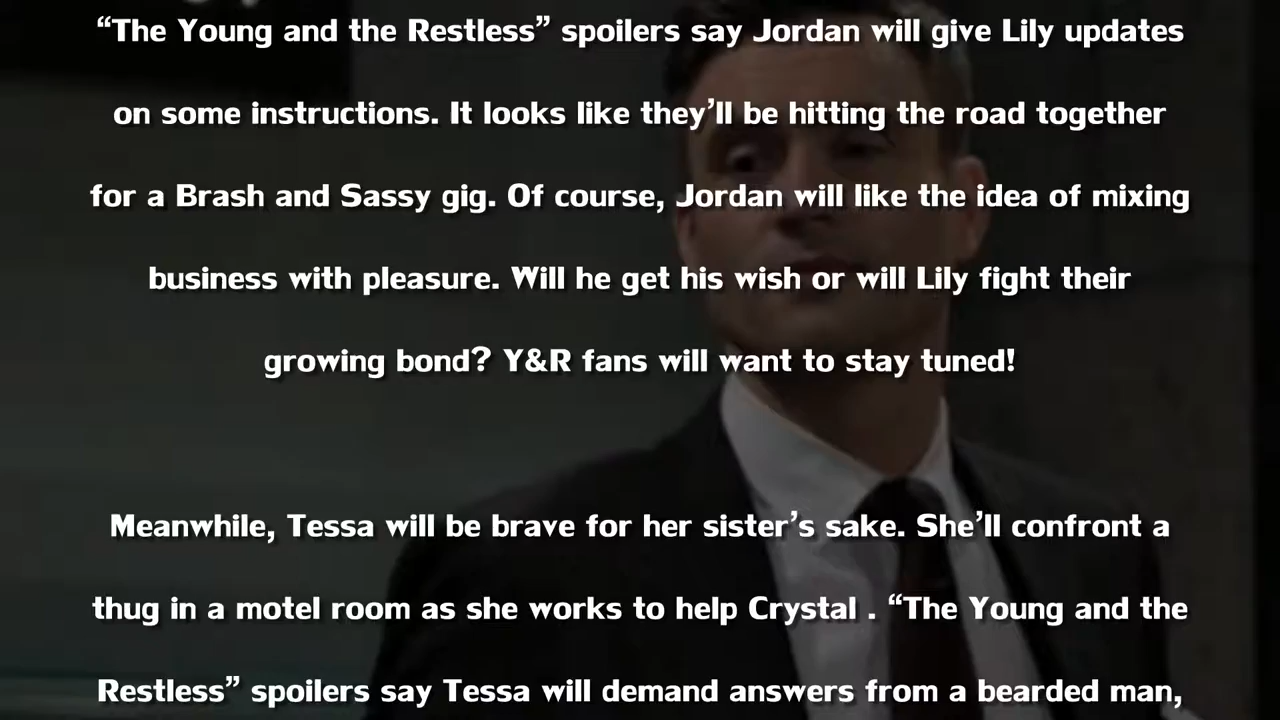 “The Young and the Restless” spoilers say Jordan will give Lily updates
on some instructions. It looks like they’ll be hitting the road together
for a Brash and Sassy gig. Of course, Jordan will like the idea of mixing
business with pleasure. Will he get his wish or will Lily fight their
growing bond? Y&R fans will want to stay tuned!
Meanwhile, Tessa will be brave for her sister’s sake. She’ll confront a
thug in a motel room as she works to help Crystal . “The Young and the
Restless” spoilers say Tessa will demand answers from a bearded man,